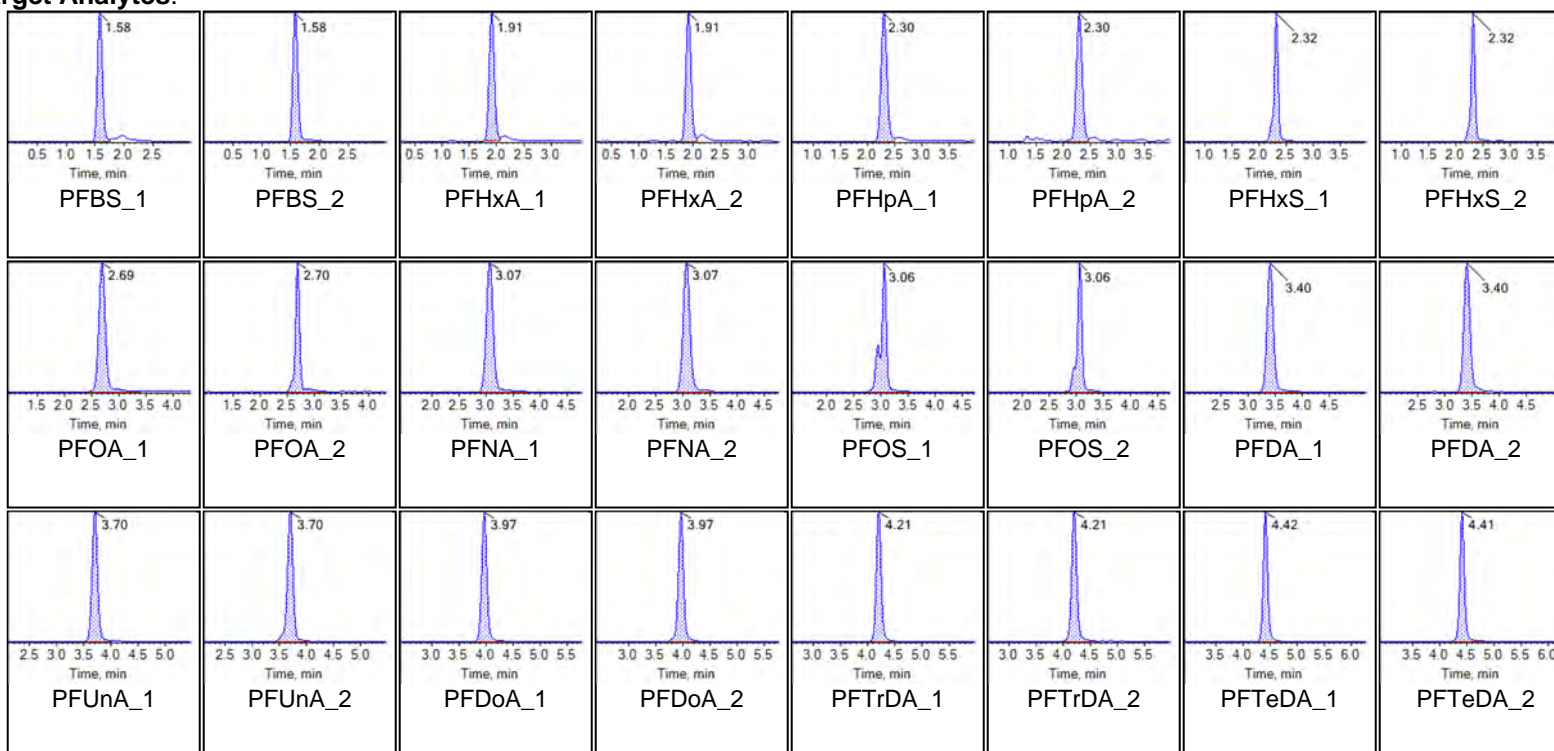 rget Analytes:
1.58 1.58 1.91 1.91 2.30 2.30 2.32 2.32
0.5 1.0 1.5 2.0 2.5 0.5 1.0 1.5 2.0 2.5 0.5 1.0 1.5 2.0 2.5 3.0 0.5 1.0 1.5 2.0 2.5 3.0 1.0 1.5 2.0 2.5 3.0 3.5 1.0 1.5 2.0 2.5 3.0 3.5 1.0 1.5 2.0 2.5 3.0 3.5 1.0 1.5 2.0 2.5 3.0 3.5
Time, min Time, min Time, min Time, min Time, min Time, min Time, min Time, min
PFBS_1 PFBS_2 PFHxA_1 PFHxA_2 PFHpA_1 PFHpA_2 PFHxS_1 PFHxS_2
2.69 2.70 3.07 3.07 3.06 3.06 3.40 3.40
1.5 2.0 2.5 3.0 3.5 4.0 1.5 2.0 2.5 3.0 3.5 4.0 2.0 2.5 3.0 3.5 4.0 4.5 2.0 2.5 3.0 3.5 4.0 4.5 2.0 2.5 3.0 3.5 4.0 4.5 2.0 2.5 3.0 3.5 4.0 4.5 2.5 3.0 3.5 4.0 4.5 2.5 3.0 3.5 4.0 4.5
Time, min Time, min Time, min Time, min Time, min Time, min Time, min Time, min
PFOA_1 PFOA_2 PFNA_1 PFNA_2 PFOS_1 PFOS_2 PFDA_1 PFDA_2
3.70 3.70 3.97 3.97 4.21 4.21 4.42 4.41
2.5 3.0 3.5 4.0 4.5 5.0 2.5 3.0 3.5 4.0 4.5 5.0 3.0 3.5 4.0 4.5 5.0 5.5 3.0 3.5 4.0 4.5 5.0 5.5 3.0 3.5 4.0 4.5 5.0 5.5 3.0 3.5 4.0 4.5 5.0 5.5 3.5 4.0 4.5 5.0 5.5 6.0 3.5 4.0 4.5 5.0 5.5 6.0
Time, min Time, min Time, min Time, min Time, min Time, min Time, min Time, min
PFUnA_1 PFUnA_2 PFDoA_1 PFDoA_2 PFTrDA_1 PFTrDA_2 PFTeDA_1 PFTeDA_2